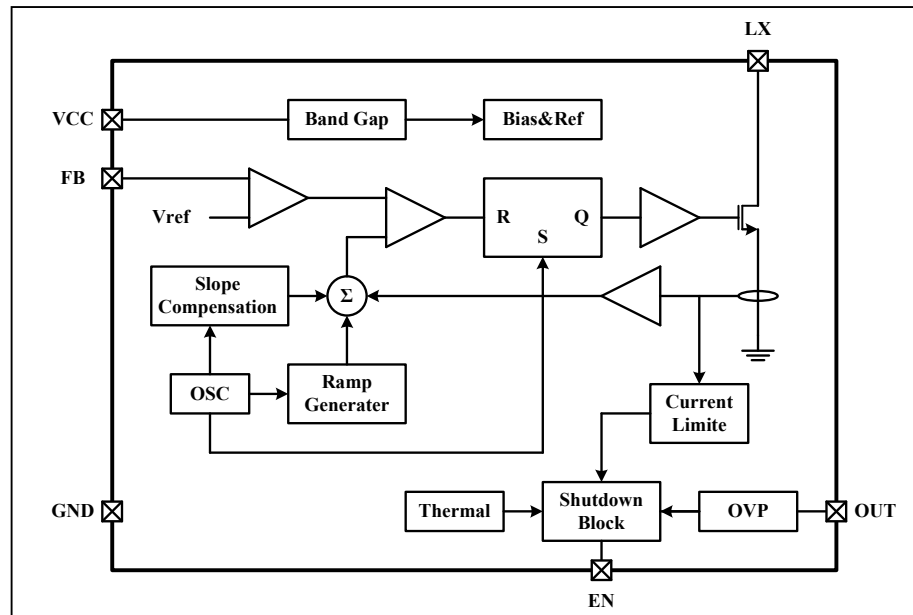 LX
VCC
Band Gap
Bias&Ref
FB
Vref
R
Q
S
Slope
Compensation
Σ
OSC
Ramp
Generater
Current
Limite
GND
Thermal
Shutdown
Block
OVP
OUT
EN